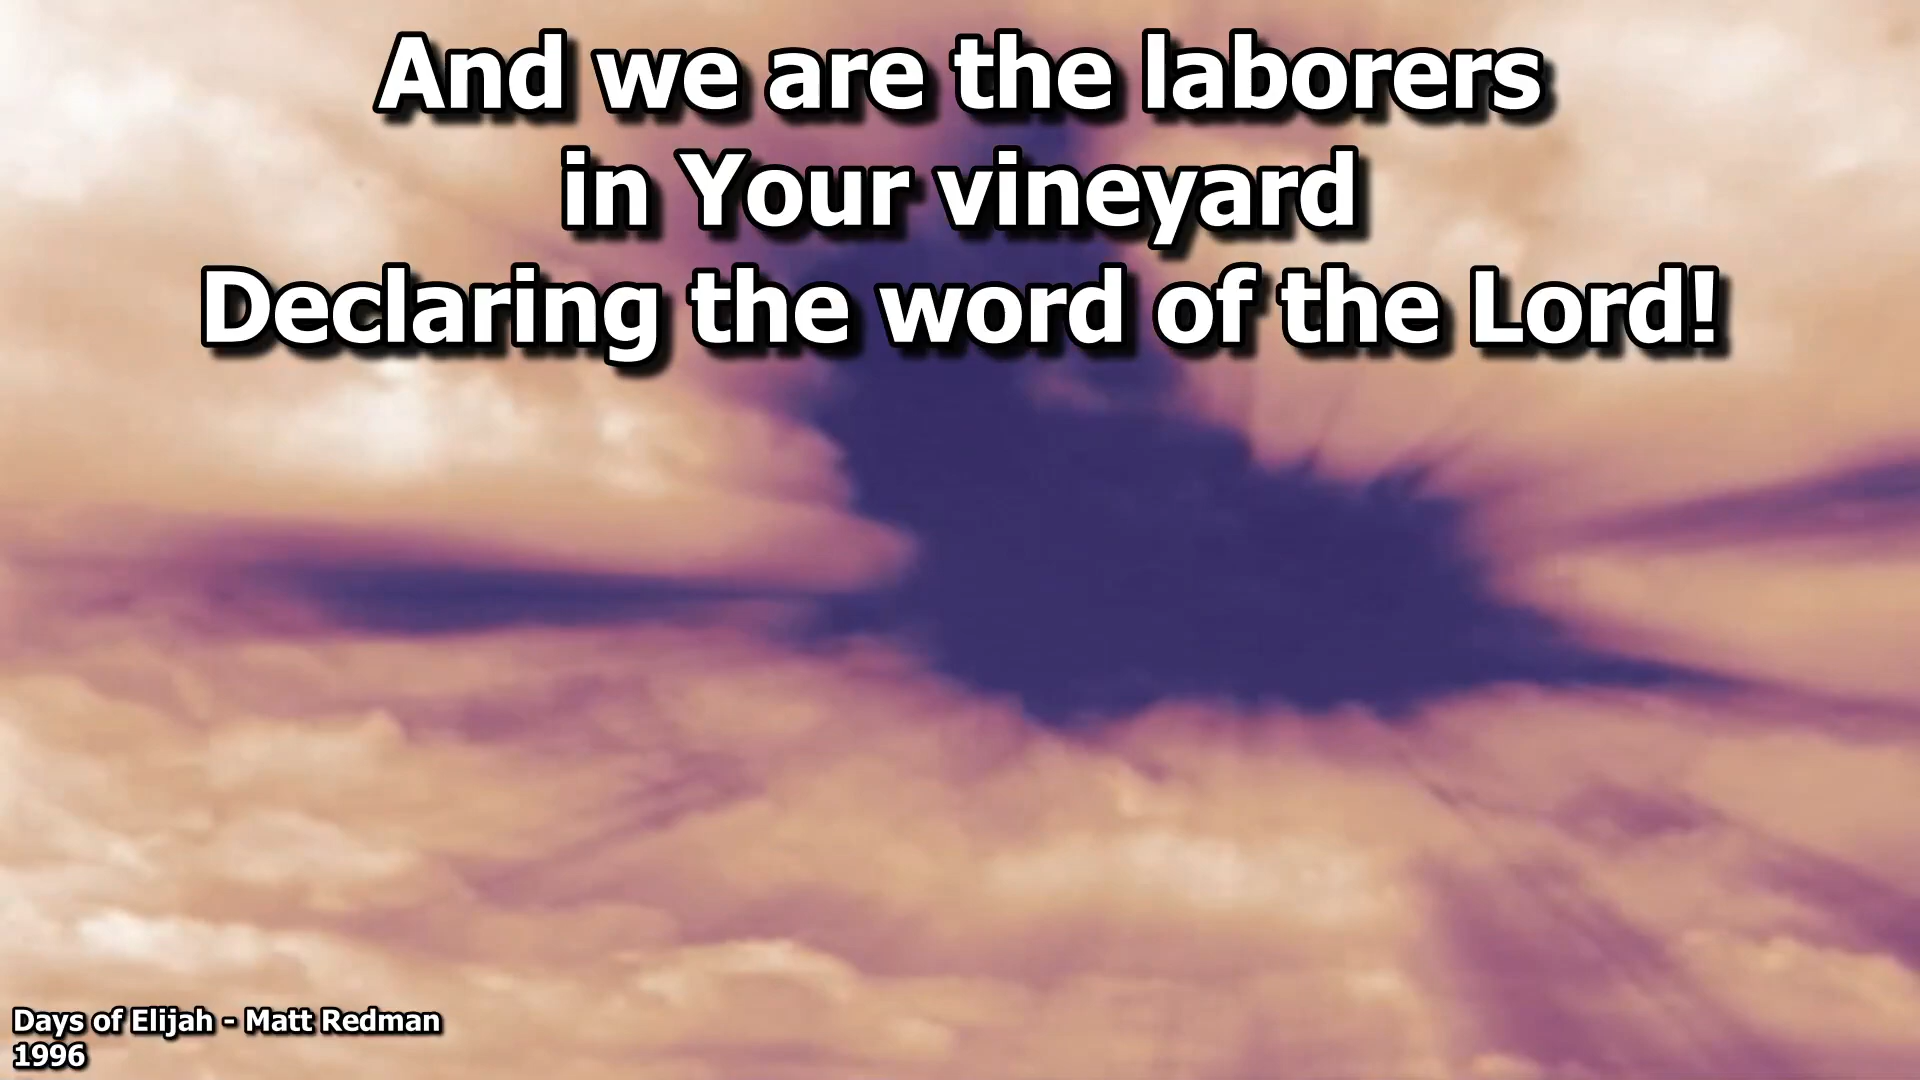 And we are the laborers
in Your vineyard
Declaring the word of the Lord!
Days of Elijah - Matt Redman
1996